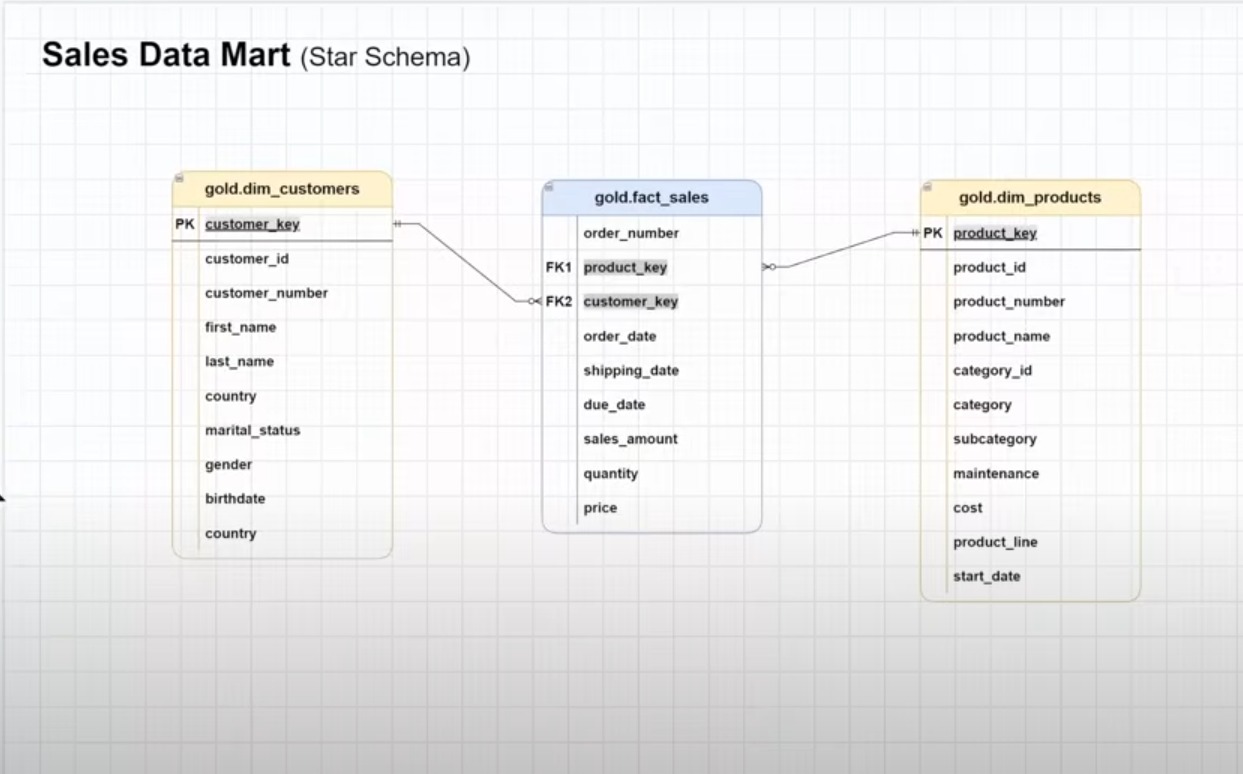 Sales Data Mart (Star Schema)
gold.dim_customers
PK customer_key
customer_id
customer_number
first_name
last_name
country
marital_status
gender
birthdate
country
gold.fact_sales
order_number
FK1 product_key
FK2 customer_key
order_date
shipping_date
due_date
sales_amount
quantity
price
gold.dim_products
PK product_key
product_id
product_number
product_name
category_id
category
subcategory
maintenance
cost
product_line
start_date